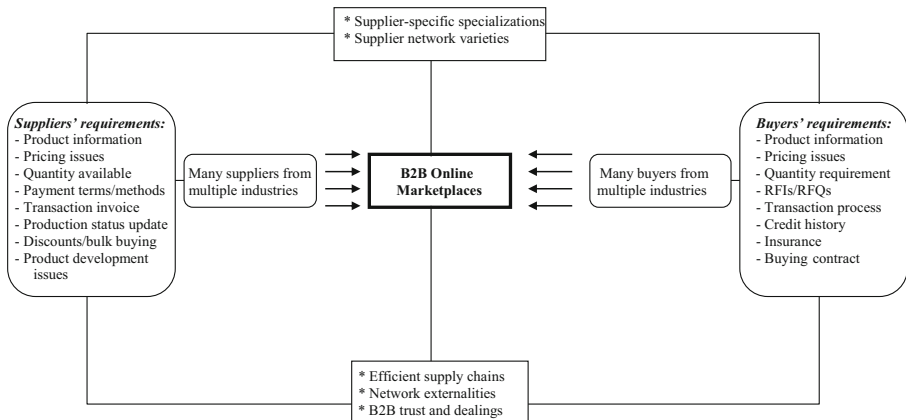 * Supplier-specific specializations
* Supplier network varieties
Suppliers' requirements:
- Product information
- Pricing issues
- Quantity available
- Payment terms/methods
- Transaction invoice
- Production status update
- Discounts/bulk buying
- Product development
issues
Many suppliers from
multiple industries
B2B Online
Marketplaces
Many buyers from
multiple industries
Buyers' requirements:
- Product information
- Pricing issues
- Quantity requirement
- RFIs/RFQs
- Transaction process
- Credit history
- Insurance
- Buying contract
* Efficient supply chains
* Network externalities
* B2B trust and dealings